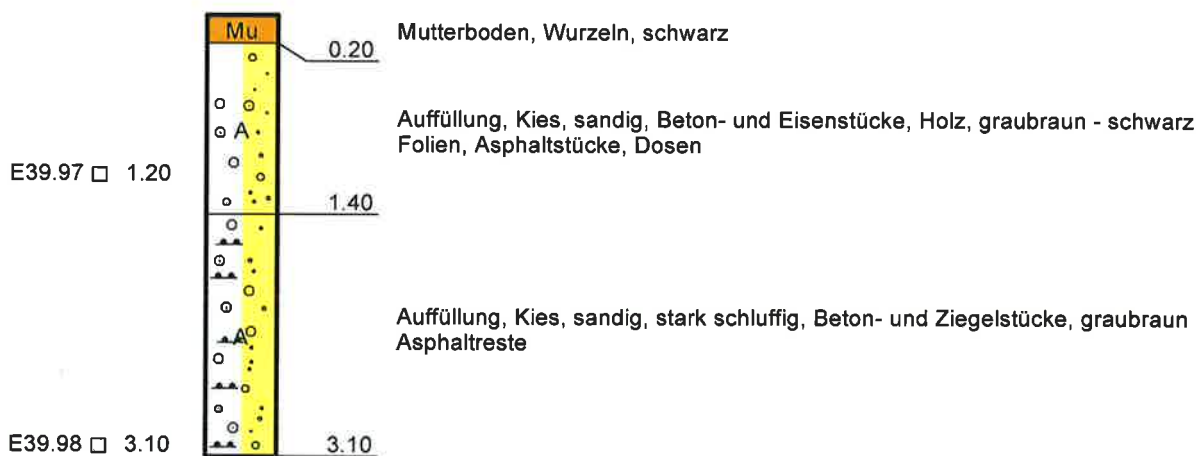 Mu
Mutterboden, Wurzeln, schwarz
0.20
Auffüllung, Kies, sandig, Beton- und Eisenstücke, Holz, graubraun - schwarz
Folien, Asphaltstücke, Dosen
A
E39.97 □ 1.20
1.40
Auffüllung, Kies, sandig, stark schluffig, Beton- und Ziegelstücke, graubraun
Asphaltreste
A
E39.98 □ 3.10
3.10